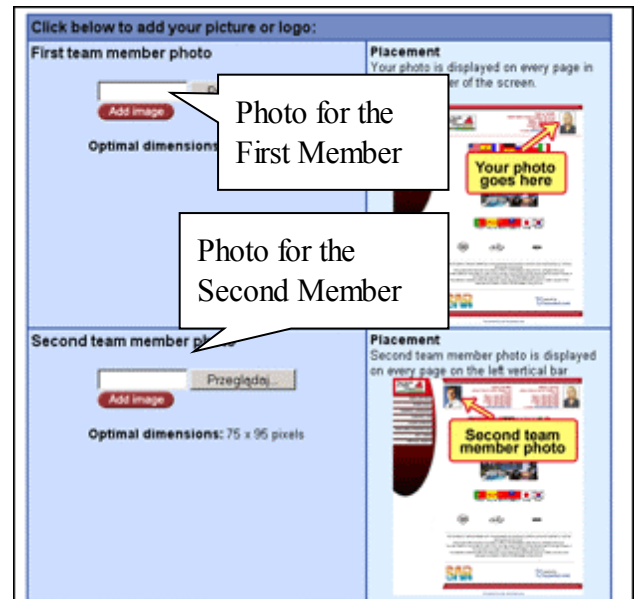 Click below to add your picture or logo:
First team member photo
Add image
Optimal dimensions
Photo for the
First Member
Placement
Your photo is displayed on every page in
of the screen.
Your photo
goes here
Photo for the
Second Member
Second team member
Przeglądaj...
Add image
Optimal dimensions: 75 x 95 pixels
Placement
Second team member photo is displayed
on every page on the left vertical bar
Second team
member photo